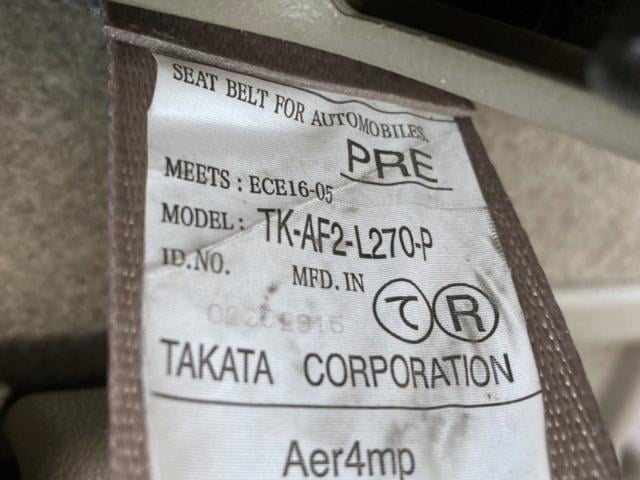 SEAT BELT FOR AUTOMOBILES.
PRE
MEETS : ECE16-05
MODEL: TK-AF2-L270-P
ID.NO. MFD. IN
て R
TAKATA CORPORATION
Aer4mp